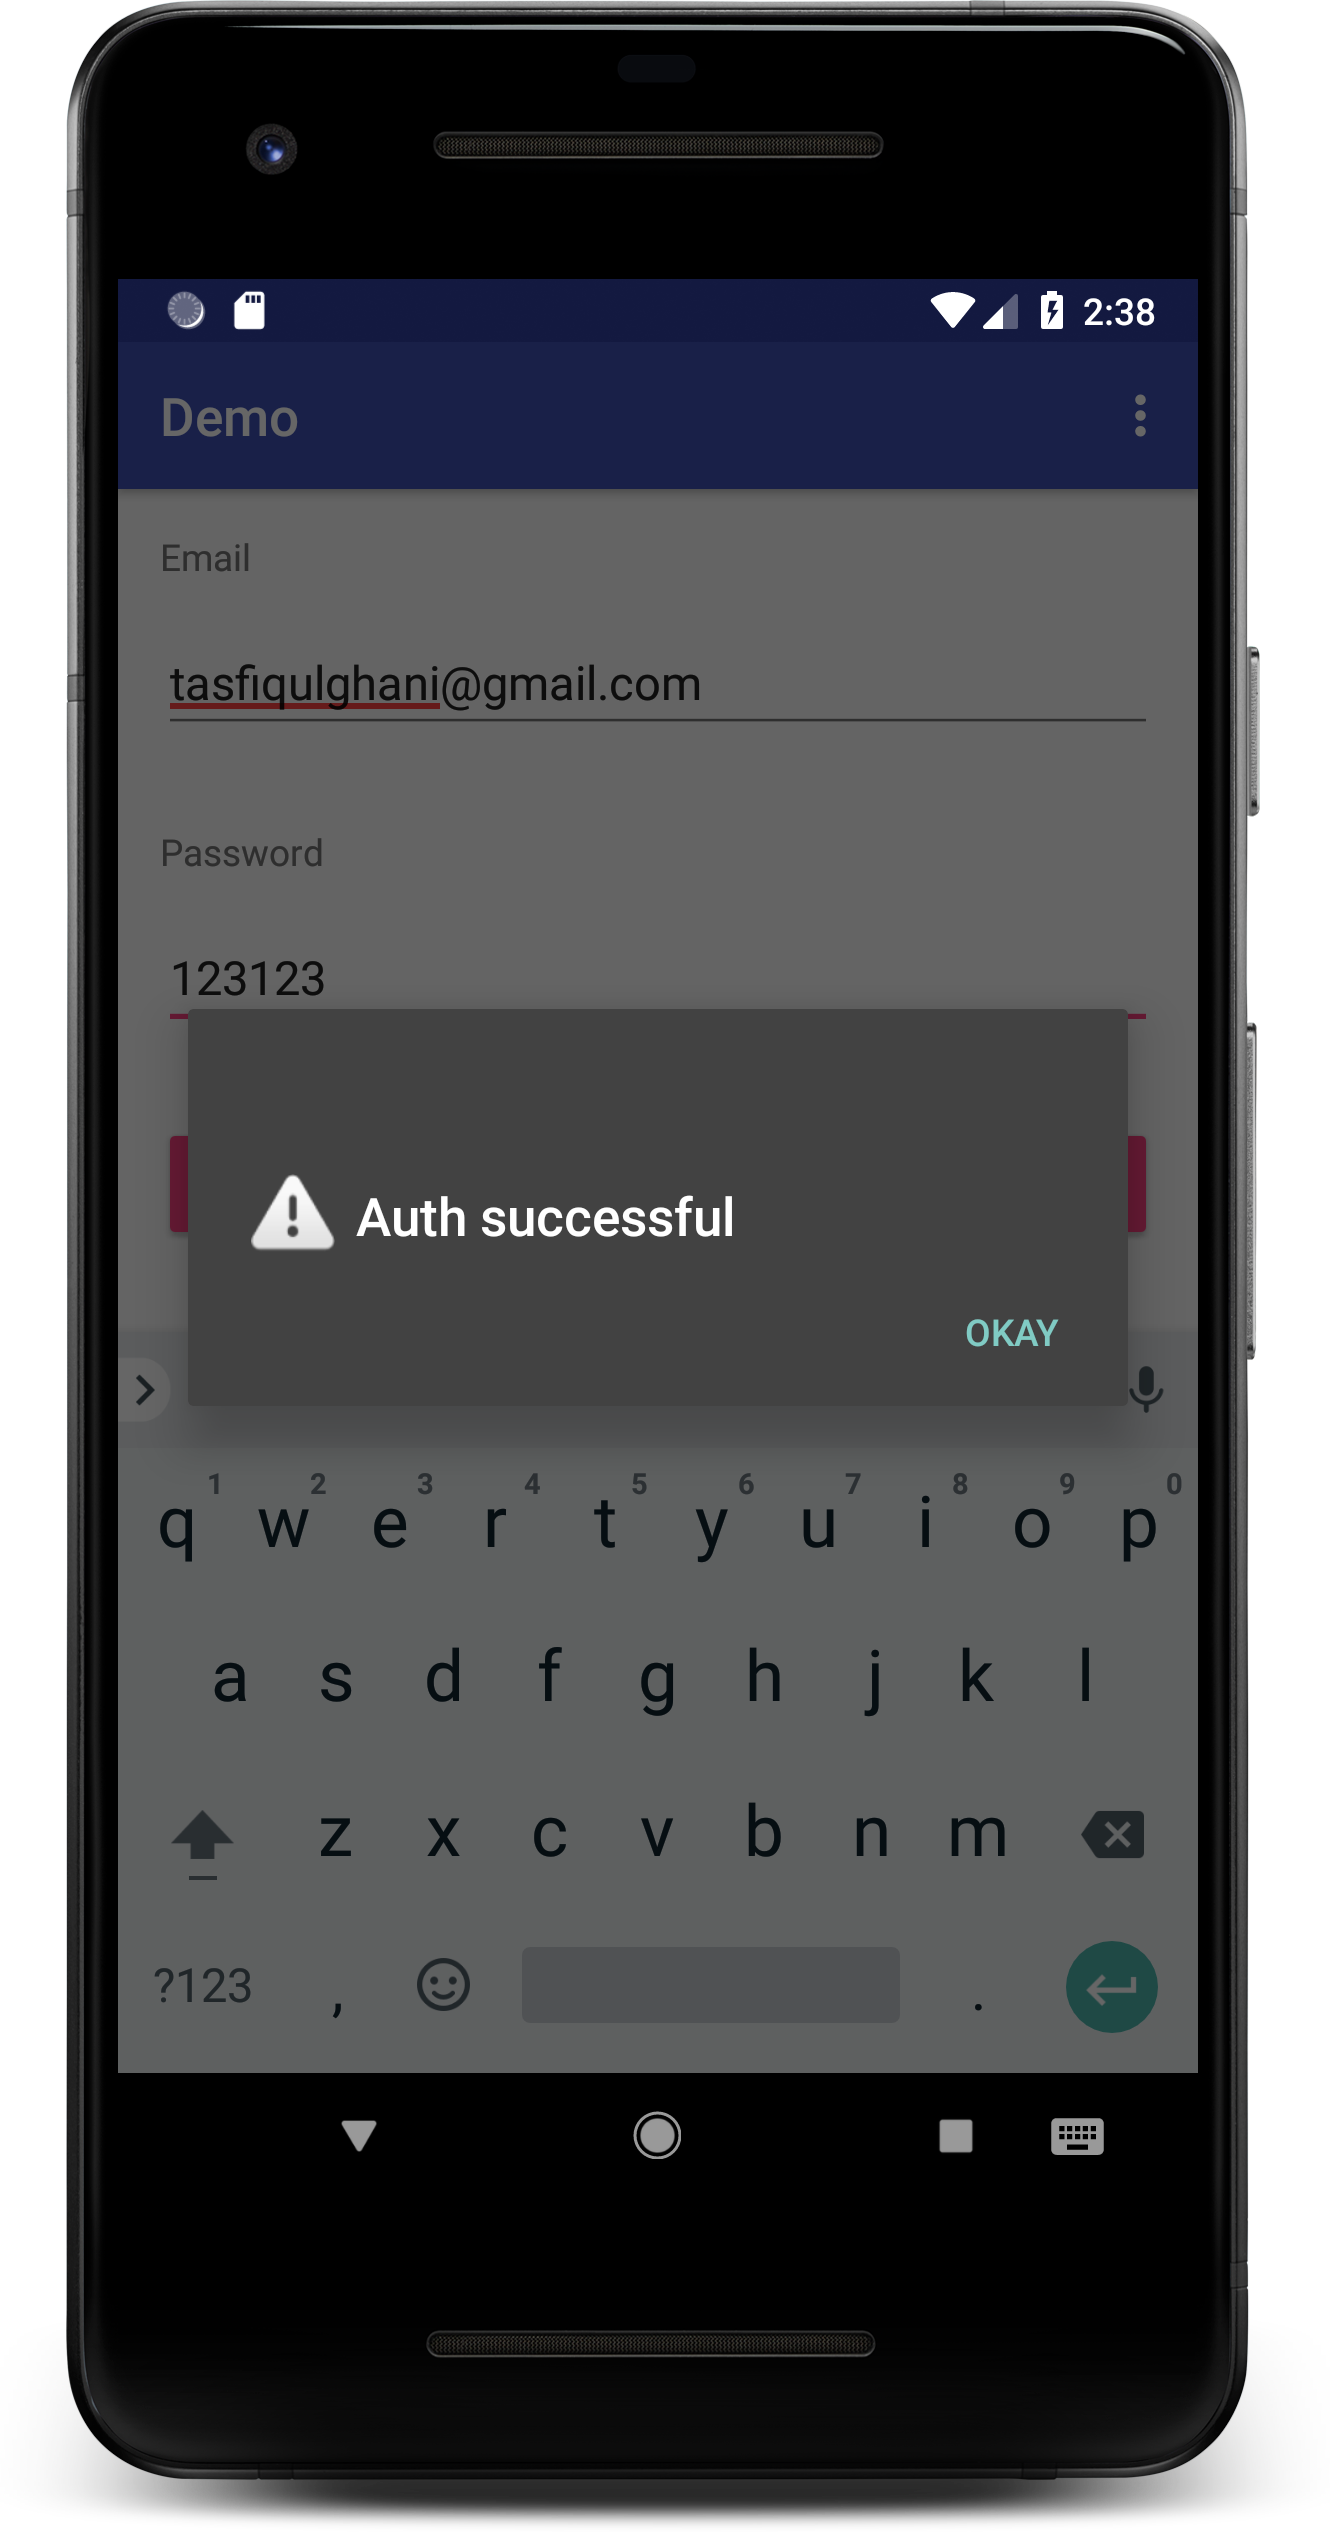 2:38
Demo
Email
tasfiqulghani@gmail.com
Password
123123
Auth successful
OKAY
1 2 3 4 5 6 7 8 9 0
q w e r t y u i o p
a s d f g h j k l
z x c v b n m
?123 , .